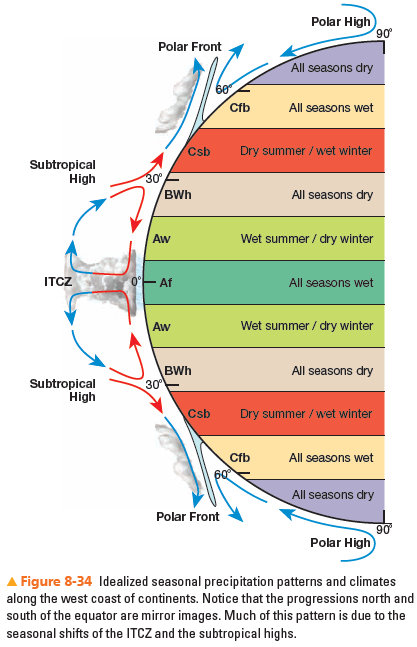 Polar High
90°
Polar Front
All seasons dry
60°
Cfb All seasons wet
Csb Dry summer / wet winter
Subtropical
High
30°
BWh All seasons dry
Aw Wet summer / dry winter
ITCZ 0° Af All seasons wet
Aw Wet summer / dry winter
BWh All seasons dry
Subtropical
High
30°
Csb Dry summer / wet winter
Cfb All seasons wet
60°
All seasons dry
Polar Front
90°
Polar High
▲ Figure 8-34 Idealized seasonal precipitation patterns and climates
along the west coast of continents. Notice that the progressions north and
south of the equator are mirror images. Much of this pattern is due to the
seasonal shifts of the ITCZ and the subtropical highs.